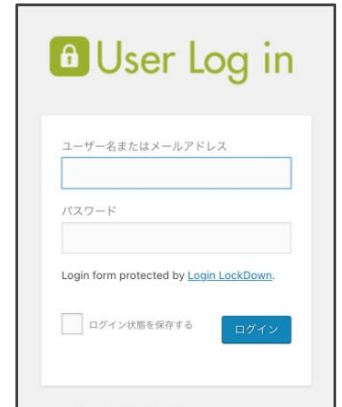 User Log in
ユーザー名またはメールアドレス
パスワード
Login form protected by Login LockDown.
ログイン状態を保存する
ログイン